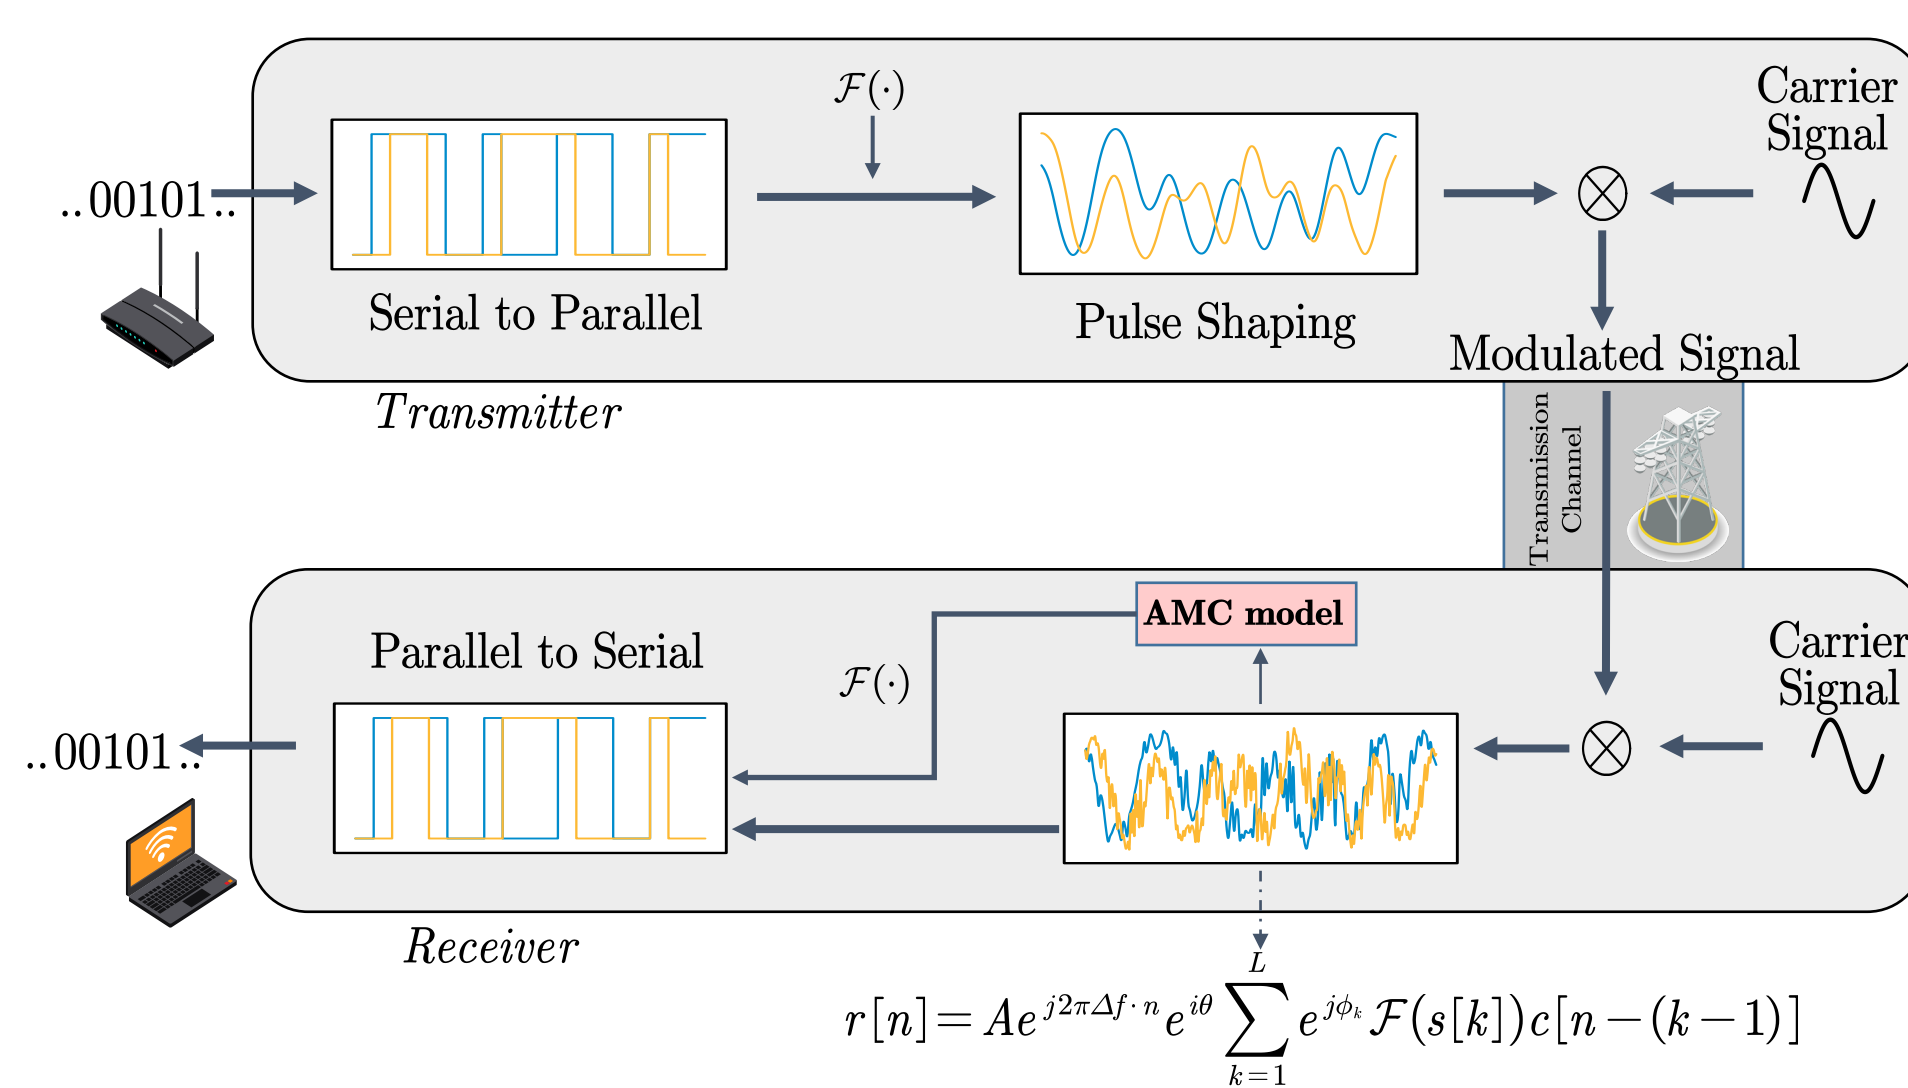 𝓕(·)
Carrier
Signal
..00101..
Serial to Parallel
Pulse Shaping
Modulated Signal
Transmitter
Transmission
Channel
AMC model
Parallel to Serial
𝓕(·)
Carrier
Signal
..00101..
Receiver
r[n] = Ae^{j2πΔf·n}e^{iθ} ∑_{k=1}^{L} e^{jϕ_k} 𝓕(s[k])c[n−(k−1)]